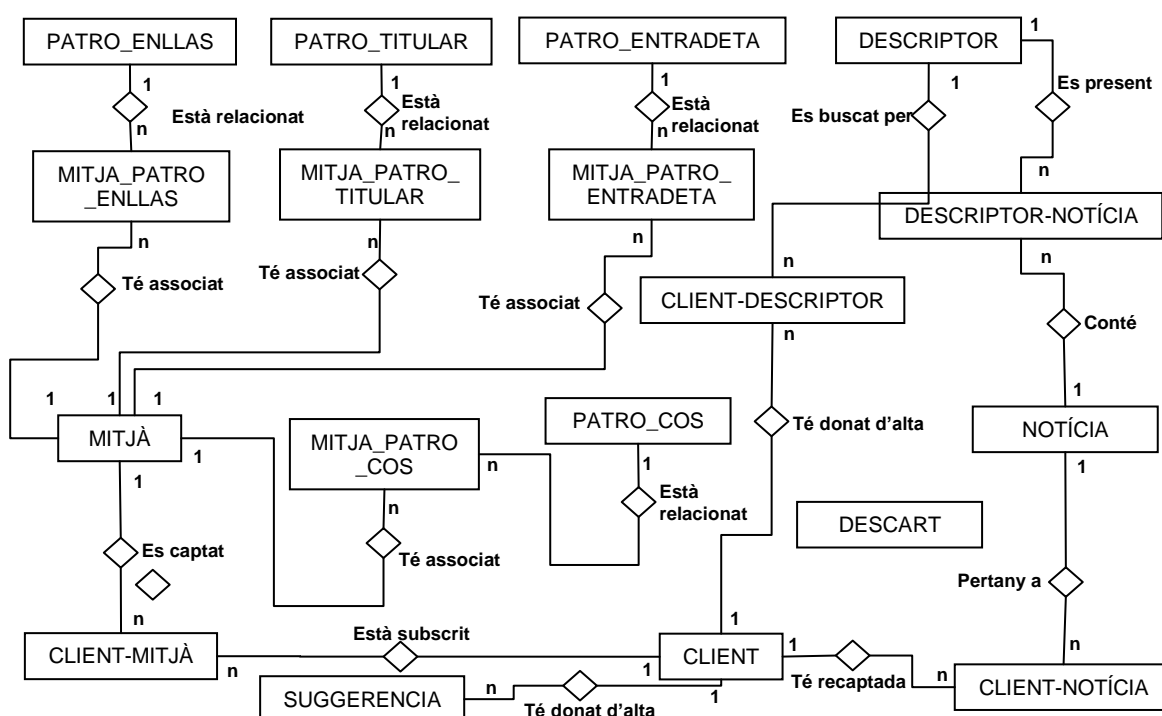 PATRO_ENLLAS
PATRO_TITULAR
PATRO_ENTRADETA
DESCRIPTOR
1
1
1
1
1
1
Està relacionat
Està
relacionat
Està
relacionat
Es buscat per
Es present
n
n
n
n
MITJA_PATRO
_ENLLAS
MITJA_PATRO_
TITULAR
MITJA_PATRO_
ENTRADETA
DESCRIPTOR-NOTÍCIA
n
n
n
n
n
Té associat
Té associat
Té associat
CLIENT-DESCRIPTOR
n
Conté
1
1
1
1
MITJÀ
1
1
MITJA_PATRO
_COS
n
PATRO_COS
1
Té donat d'alta
NOTÍCIA
1
n
Està
relacionat
DESCART
Es captat
Té associat
Pertany a
n
Està subscrit
1
n
CLIENT-MITJÀ
n
CLIENT
1
1
1
Té recaptada
n
CLIENT-NOTÍCIA
SUGGERENCIA
n
Té donat d'alta